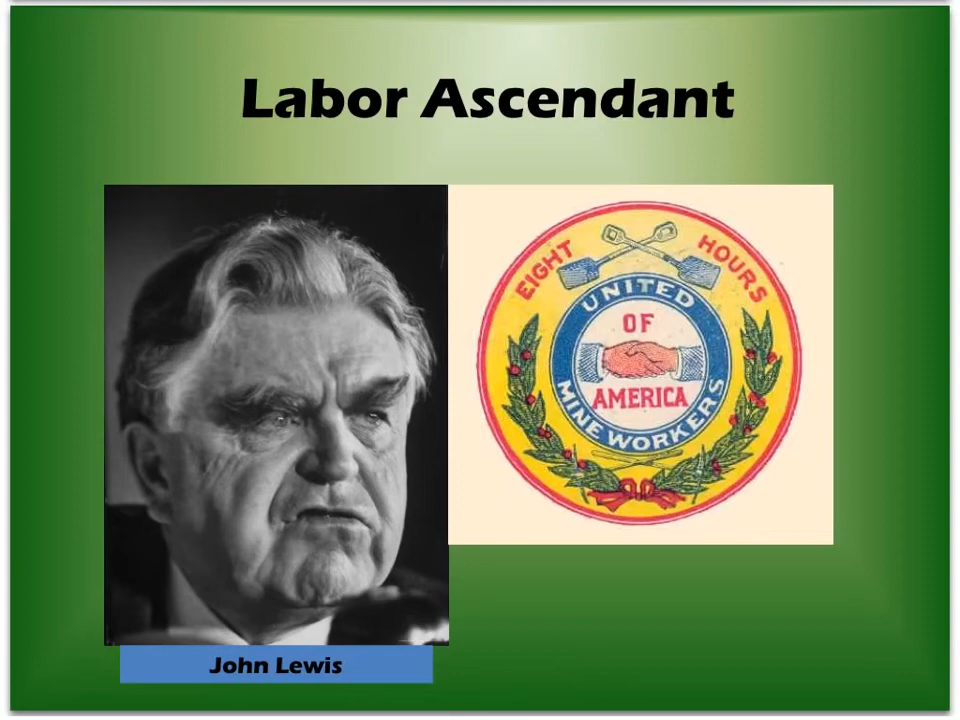 Labor Ascendant
EIGHT HOURS
UNITED
OF
AMERICA
MINE WORKERS
John Lewis